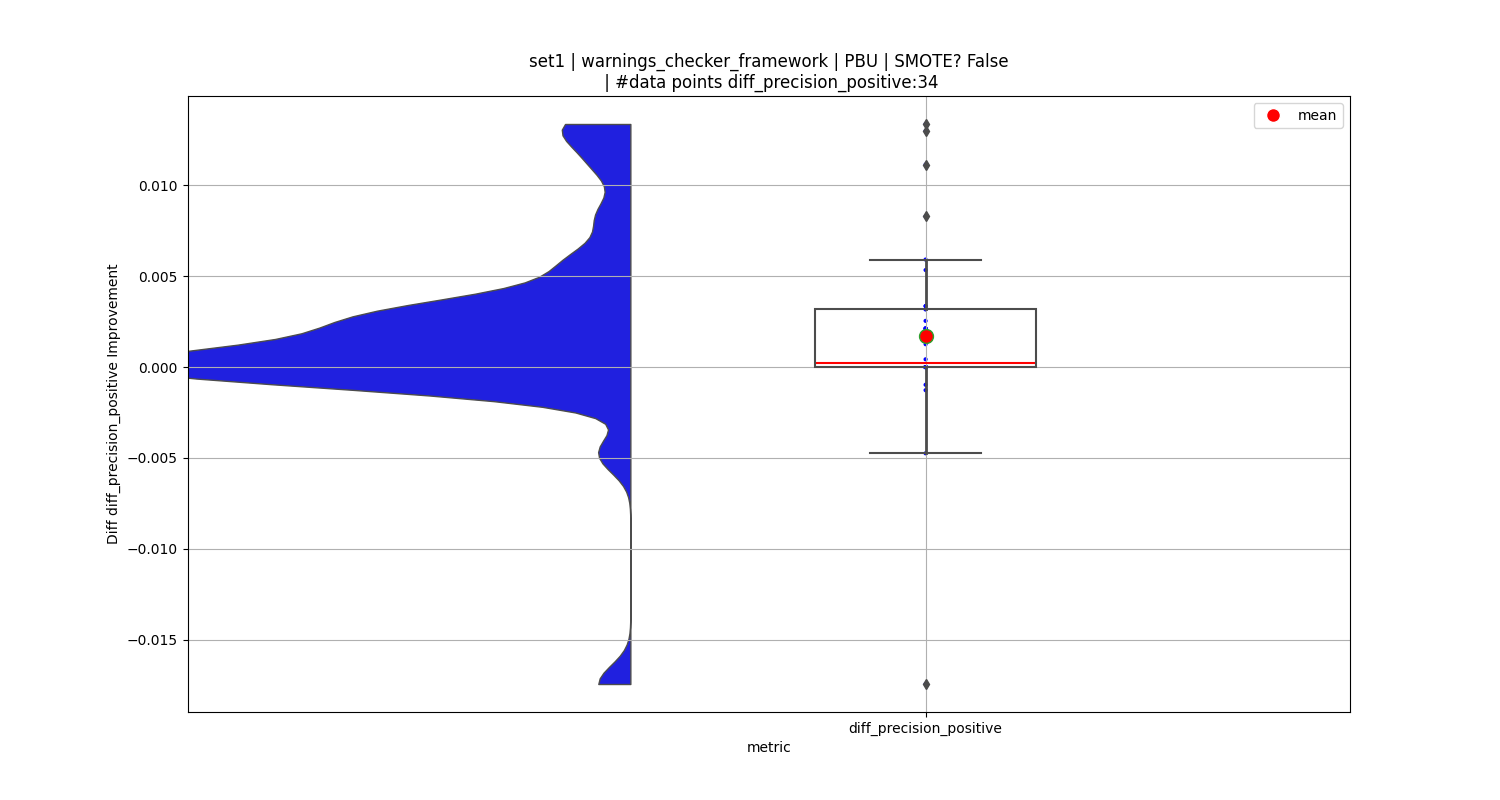 set1 | warnings_checker_framework | PBU | SMOTE? False
| #data points diff_precision_positive:34
mean
0.010
0.005
0.000
−0.005
−0.010
−0.015
Diff diff_precision_positive Improvement
diff_precision_positive
metric